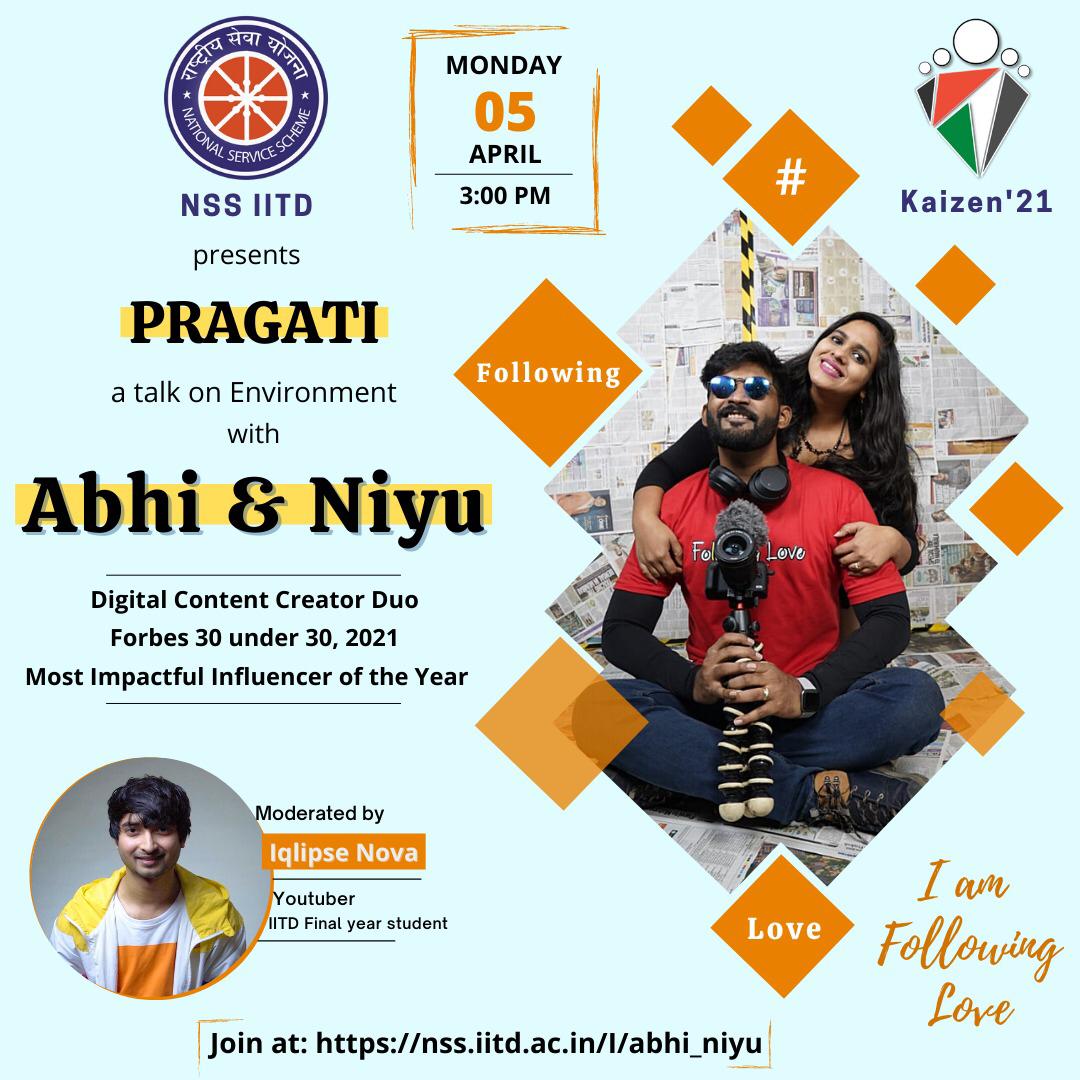 राष्ट्रीय सेवा योजना
NATIONAL SERVICE SCHEME
NSS IITD
MONDAY
05
APRIL
3:00 PM
Kaizen'21
presents
PRAGATI
a talk on Environment
with
Abhi & Niyu
Digital Content Creator Duo
Forbes 30 under 30, 2021
Most Impactful Influencer of the Year
#
Following
Love
Love
I am
Following
Love
Moderated by
Iqlipse Nova
Youtuber
IITD Final year student
Join at: https://nss.iitd.ac.in/I/abhi_niyu